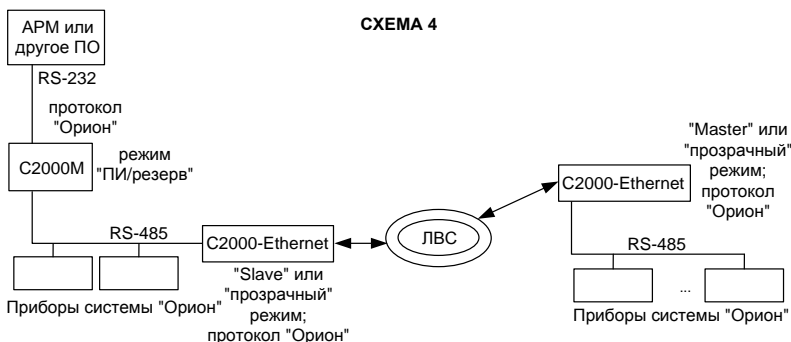 СХЕМА 4
АРМ или
другое ПО
RS-232
протокол
"Орион"
С2000М
режим
"ПИ/резерв"
RS-485
С2000-Ethernet
Приборы системы "Орион"
"Slave" или
"прозрачный"
режим;
протокол "Орион"
ЛВС
"Master" или
"прозрачный"
режим;
протокол
"Орион"
С2000-Ethernet
RS-485
...
Приборы системы "Орион"